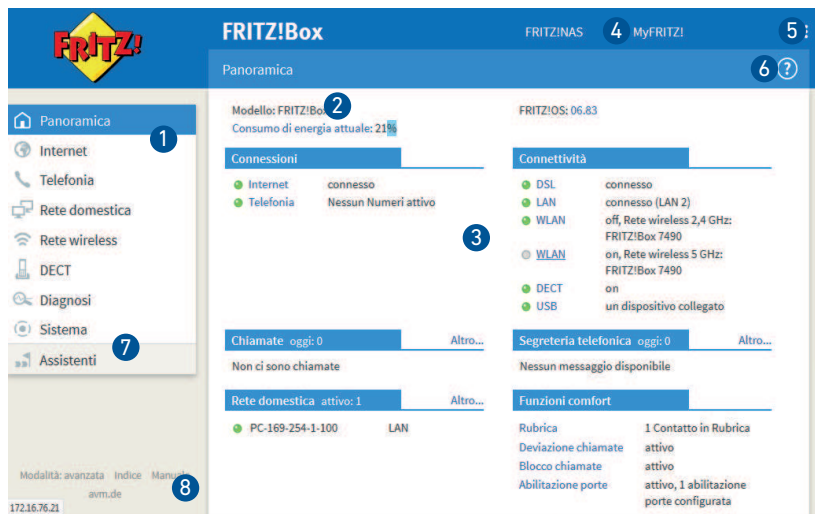 FRITZ!
FRITZ!Box
FRITZ!NAS 4 MyFRITZ! 5
Panoramica 6 ?
Panoramica
1
Internet
Telefonia
Rete domestica
Rete wireless
DECT
Diagnosi
Sistema
7
Assistenti
Modalità: avanzata Indice
8
avm.de
172.16.76.21
Modello: FRITZ!Bo 2
Consumo di energia attuale: 21%
FRITZ!OS: 06.83
Connessioni
Internet connesso
Telefonia Nessun Numeri attivo
3
Connettività
DSL connesso
LAN connesso (LAN 2)
WLAN off, Rete wireless 2,4 GHz:
FRITZ!Box 7490
WLAN on, Rete wireless 5 GHz:
FRITZ!Box 7490
DECT on
USB un dispositivo collegato
Chiamate oggi: 0 Altro...
Non ci sono chiamate
Segreteria telefonica oggi: 0 Altro...
Nessun messaggio disponibile
Rete domestica attivo: 1 Altro...
PC-169-254-1-100 LAN
Funzioni comfort
Rubrica 1 Contatto in Rubrica
Deviazione chiamate attivo
Blocco chiamate attivo
Abilitazione porte attivo, 1 abilitazione
porte configurata